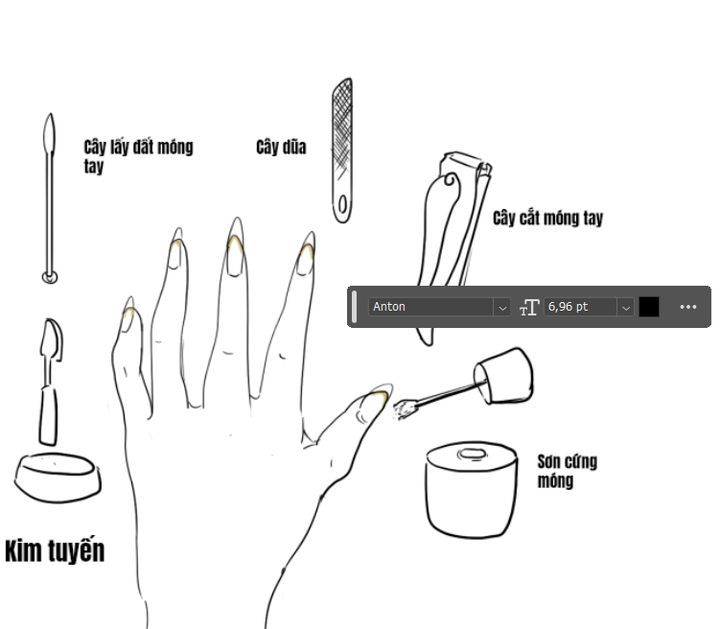 Cây lấy đất móng
tay
Cây dũa
Cây cắt móng tay
Anton
6,96 pt
Sơn cứng
móng
Kim tuyến